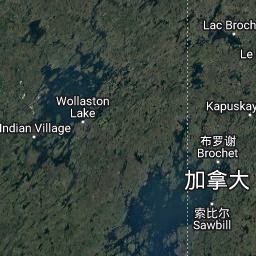 Lac Broch
Le
Wollaston
Lake
Kapuskay
Indian Village
布罗谢
Brochet
加拿大
索比尔
Sawbill